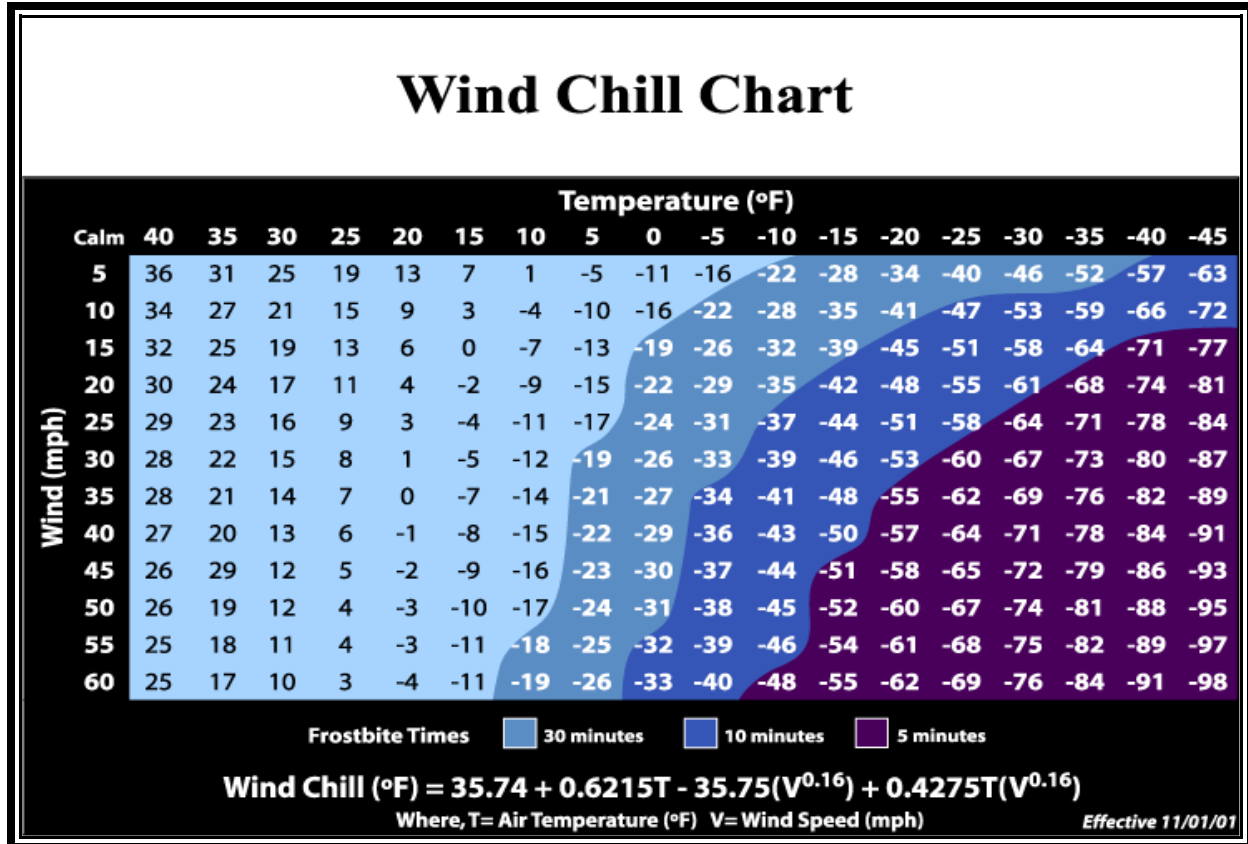 Wind Chill Chart
Temperature (ºF)
Calm 40 35 30 25 20 15 10 5 0 -5 -10 -15 -20 -25 -30 -35 -40 -45
5 36 31 25 19 13 7 1 -5 -11 -16 -22 -28 -34 -40 -46 -52 -57 -63
10 34 27 21 15 9 3 -4 -10 -16 -22 -28 -35 -41 -47 -53 -59 -66 -72
15 32 25 19 13 6 0 -7 -13 -19 -26 -32 -39 -45 -51 -58 -64 -71 -77
20 30 24 17 11 4 -2 -9 -15 -22 -29 -35 -42 -48 -55 -61 -68 -74 -81
25 29 23 16 9 3 -4 -11 -17 -24 -31 -37 -44 -51 -58 -64 -71 -78 -84
30 28 22 15 8 1 -5 -12 -19 -26 -33 -39 -46 -53 -60 -67 -73 -80 -87
35 28 21 14 7 0 -7 -14 -21 -27 -34 -41 -48 -55 -62 -69 -76 -82 -89
40 27 20 13 6 -1 -8 -15 -22 -29 -36 -43 -50 -57 -64 -71 -78 -84 -91
45 26 29 12 5 -2 -9 -16 -23 -30 -37 -44 -51 -58 -65 -72 -79 -86 -93
50 26 19 12 4 -3 -10 -17 -24 -31 -38 -45 -52 -60 -67 -74 -81 -88 -95
55 25 18 11 4 -3 -11 -18 -25 -32 -39 -46 -54 -61 -68 -75 -82 -89 -97
60 25 17 10 3 -4 -11 -19 -26 -33 -40 -48 -55 -62 -69 -76 -84 -91 -98
Wind (mph)
Frostbite Times 30 minutes 10 minutes 5 minutes
Wind Chill (ºF) = 35.74 + 0.6215T - 35.75(V^0.16) + 0.4275T(V^0.16)
Where, T= Air Temperature (ºF) V= Wind Speed (mph) Effective 11/01/01